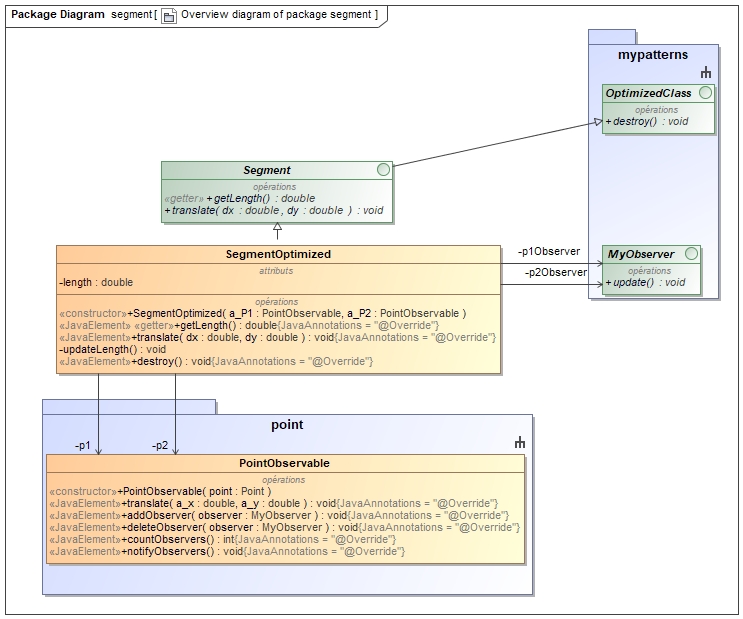 Package Diagram segment [ Overview diagram of package segment ]
mypatterns
OptimizedClass
opérations
+destroy() : void
Segment
opérations
«getter» +getLength() : double
+translate( dx : double, dy : double ) : void
SegmentOptimized
attributs
-length : double
opérations
«constructor»+SegmentOptimized( a_P1 : PointObservable, a_P2 : PointObservable )
«JavaElement» «getter»+getLength() : double{JavaAnnotations = "@Override"}
«JavaElement»+translate( dx : double, dy : double ) : void{JavaAnnotations = "@Override"}
-updateLength() : void
«JavaElement»+destroy() : void{JavaAnnotations = "@Override"}
-p1Observer
-p2Observer
MyObserver
opérations
+update() : void
-p1
-p2
point
PointObservable
opérations
«constructor»+PointObservable( point : Point )
«JavaElement»+translate( a_x : double, a_y : double ) : void{JavaAnnotations = "@Override"}
«JavaElement»+addObserver( observer : MyObserver ) : void{JavaAnnotations = "@Override"}
«JavaElement»+deleteObserver( observer : MyObserver ) : void{JavaAnnotations = "@Override"}
«JavaElement»+countObservers() : int{JavaAnnotations = "@Override"}
«JavaElement»+notifyObservers() : void{JavaAnnotations = "@Override"}